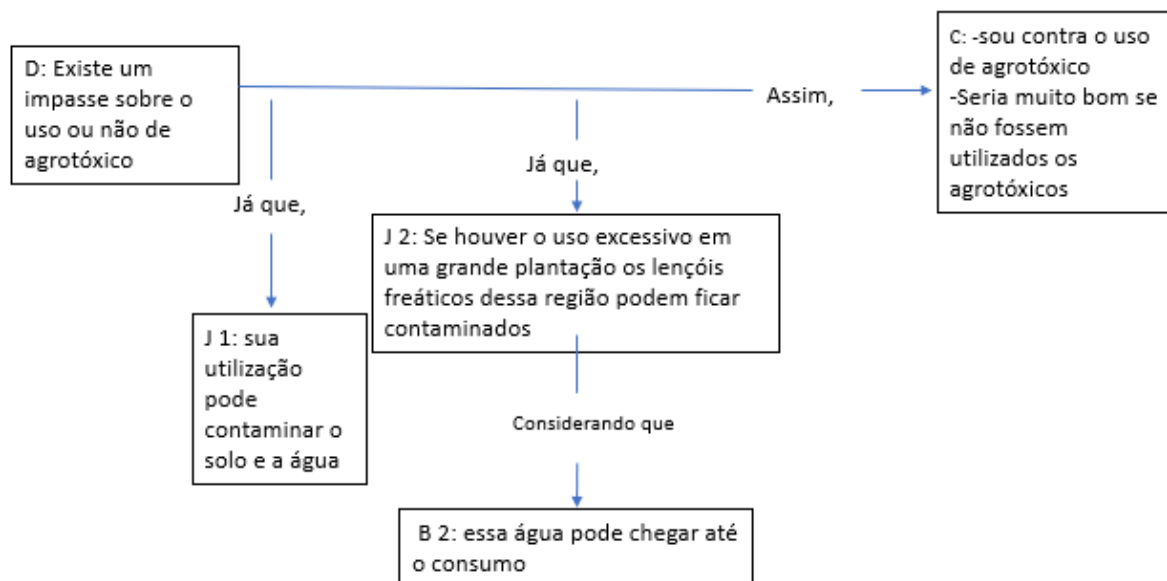 D: Existe um
impasse sobre o
uso ou não de
agrotóxico
Assim,
C: -sou contra o uso
de agrotóxico
-Seria muito bom se
não fossem
utilizados os
agrotóxicos
Já que,
Já que,
J 1: sua
utilização
pode
contaminar o
solo e a água
J 2: Se houver o uso excessivo em
uma grande plantação os lençóis
freáticos dessa região podem ficar
contaminados
Considerando que
B 2: essa água pode chegar até
o consumo